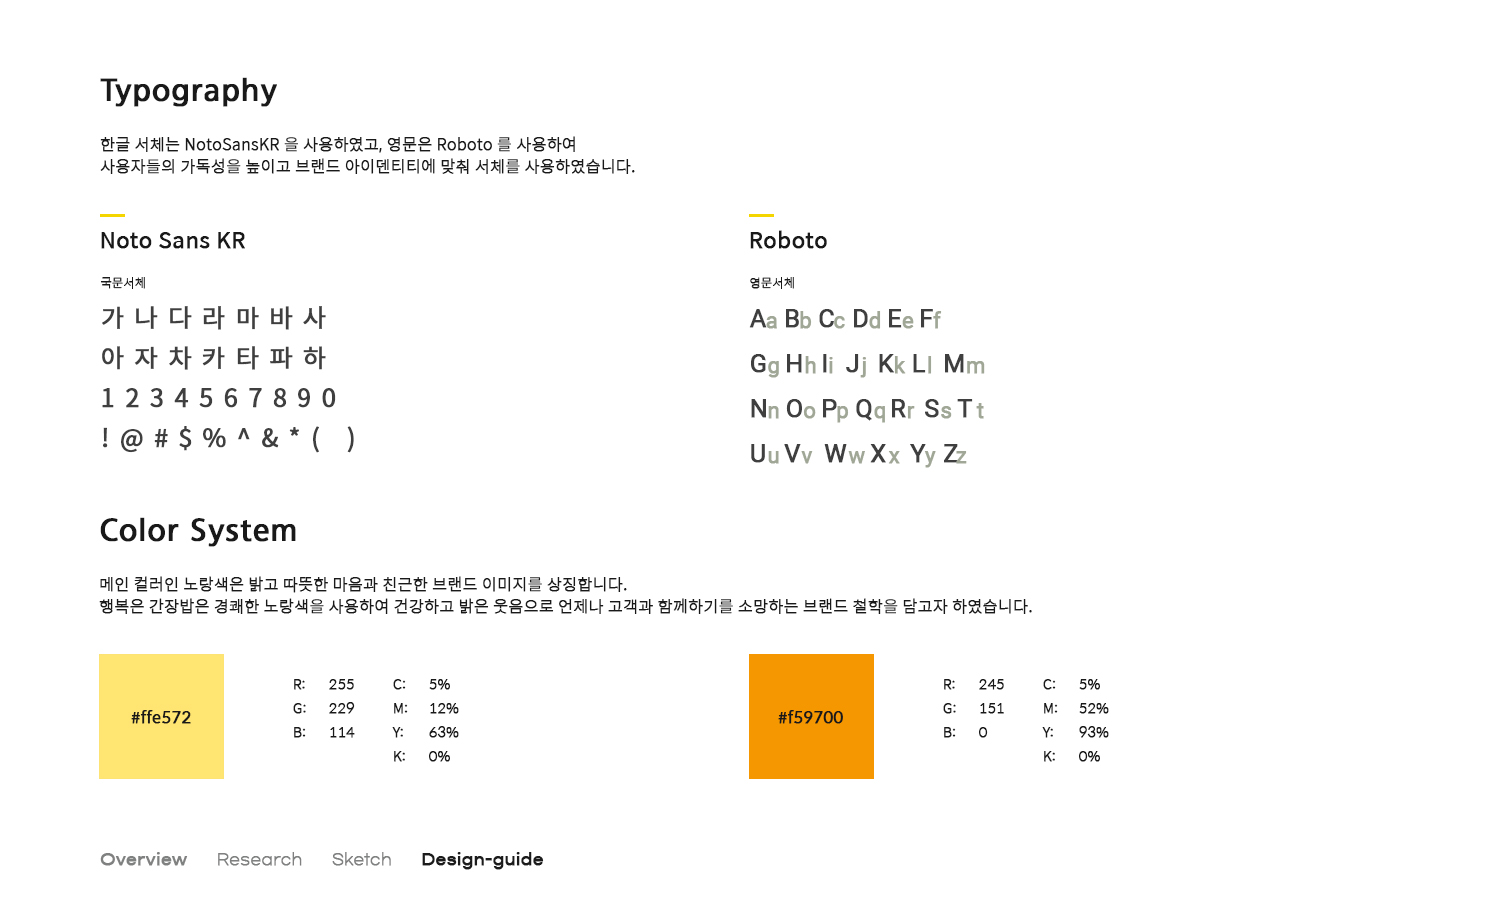 Typography
한글 서체는 NotoSansKR 을 사용하였고, 영문은 Roboto 를 사용하여
사용자들의 가독성을 높이고 브랜드 아이덴티티에 맞춰 서체를 사용하였습니다.
Noto Sans KR
국문서체
가 나 다 라 마 바 사
아 자 차 카 타 파 하
1 2 3 4 5 6 7 8 9 0
! @ # $ % ^ & * ( )
Roboto
영문서체
Aa Bb Cc Dd Ee Ff
Gg Hh Ii Jj Kk Ll Mm
Nn Oo Pp Qq Rr Ss Tt
Uu Vv Ww Xx Yy Zz
Color System
메인 컬러인 노랑색은 밝고 따뜻한 마음과 친근한 브랜드 이미지를 상징합니다.
행복은 간장밥은 경쾌한 노랑색을 사용하여 건강하고 밝은 웃음으로 언제나 고객과 함께하기를 소망하는 브랜드 철학을 담고자 하였습니다.
#ffe572
R: 255 C: 5%
G: 229 M: 12%
B: 114 Y: 63%
K: 0%
#f59700
R: 245 C: 5%
G: 151 M: 52%
B: 0 Y: 93%
K: 0%
Overview Research Sketch Design-guide